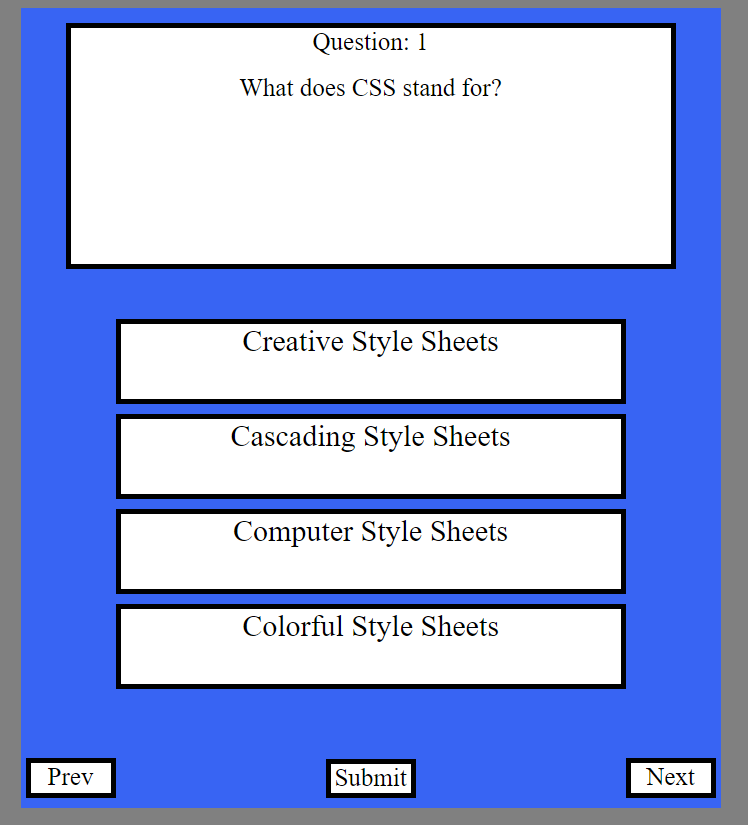 Question: 1
What does CSS stand for?
Creative Style Sheets
Cascading Style Sheets
Computer Style Sheets
Colorful Style Sheets
Prev
Submit
Next